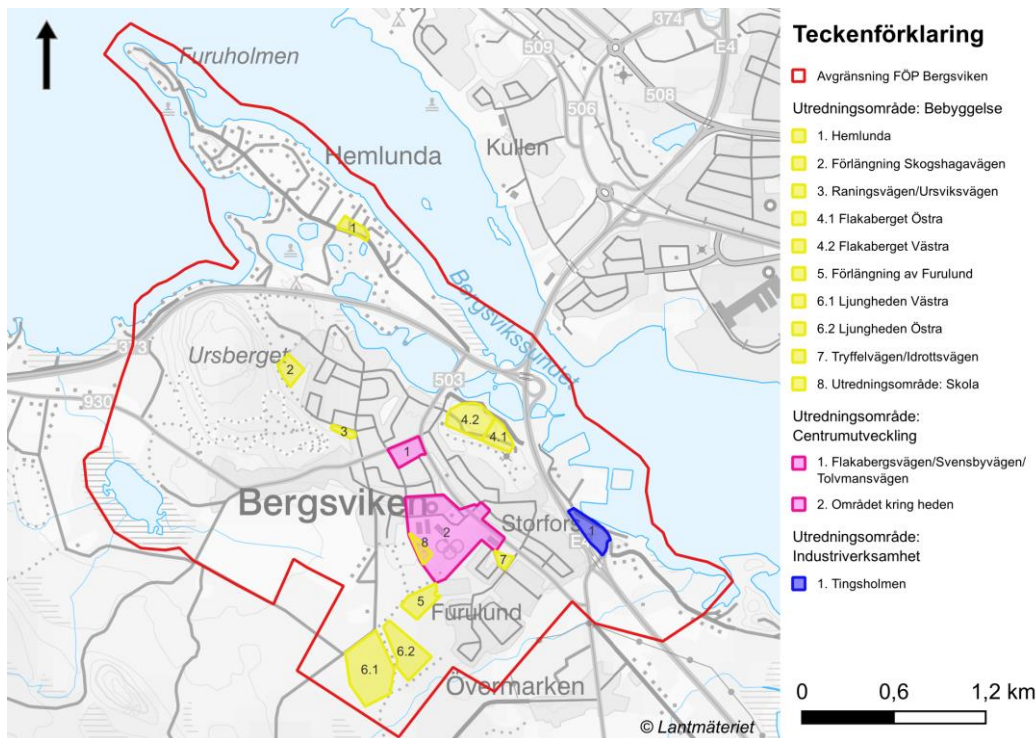 Furuholmen
Hemlunda
Kullen
509
374
E4
506
508
Bergsvikssundet
373
Ursberget
503
930
1
2
3
4.2
4.1
1
Bergsviken
Storfors
2
8
7
1
E4
5
Furulund
6.1
6.2
Övermarken
© Lantmäteriet
Teckenförklaring
Avgränsning FÖP Bergsviken
Utredningsområde: Bebyggelse
1. Hemlunda
2. Förlängning Skogshagavägen
3. Raningsvägen/Ursviksvägen
4.1 Flakaberget Östra
4.2 Flakaberget Västra
5. Förlängning av Furulund
6.1 Ljungheden Västra
6.2 Ljungheden Östra
7. Tryffelvägen/Idrottsvägen
8. Utredningsområde: Skola
Utredningsområde:
Centrumutveckling
1. Flakabergsvägen/Svensbyvägen/
Tolvmansvägen
2. Området kring heden
Utredningsområde:
Industriverksamhet
1. Tingsholmen
0 0,6 1,2 km